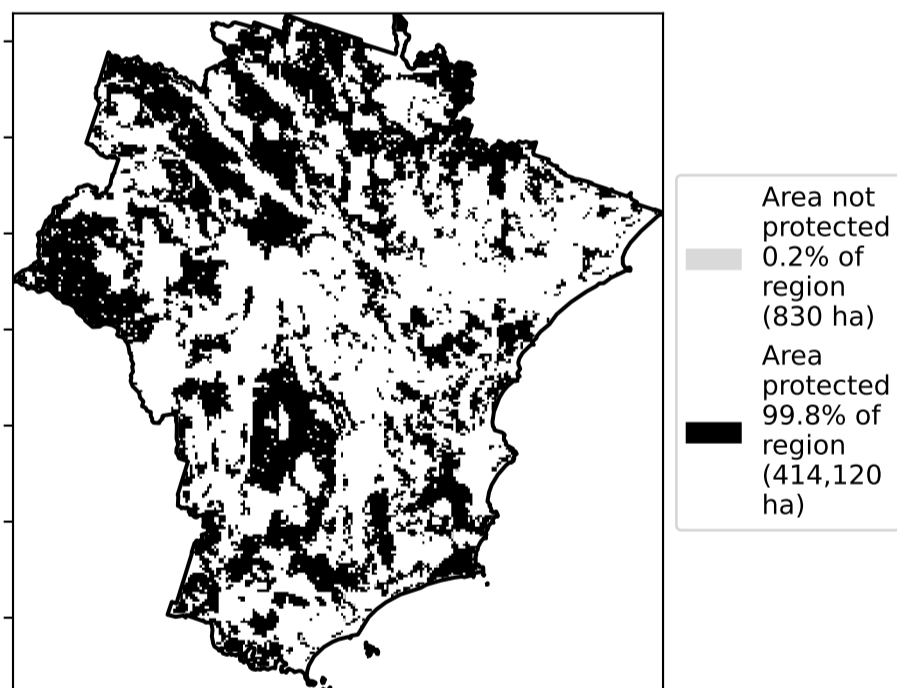 Area not
protected
0.2% of
region
(830 ha)
Area
protected
99.8% of
region
(414,120
ha)